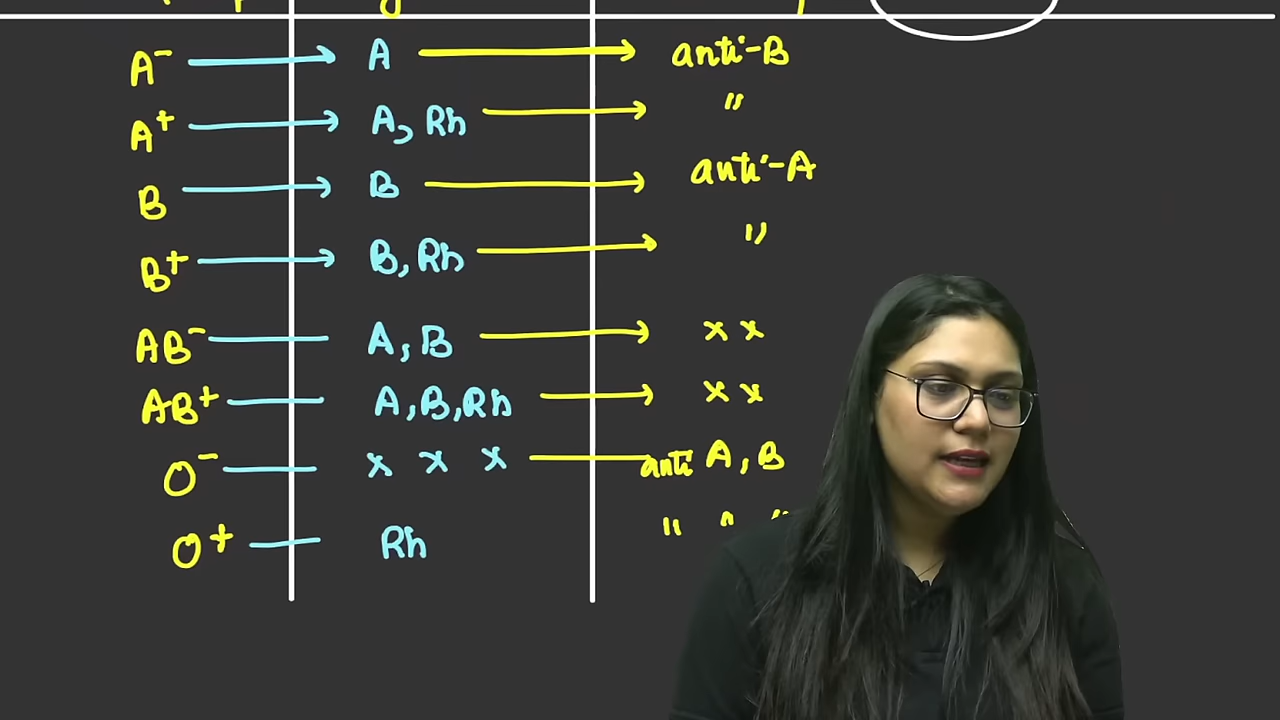 A⁻ → A → anti-B
A⁺ → A, Rh → "
B → B → anti-A
B⁺ → B, Rh → "
AB⁻ — A, B → x x
AB⁺ — A, B, Rh → x x
O⁻ — x x x — anti A, B
O⁺ — Rh "